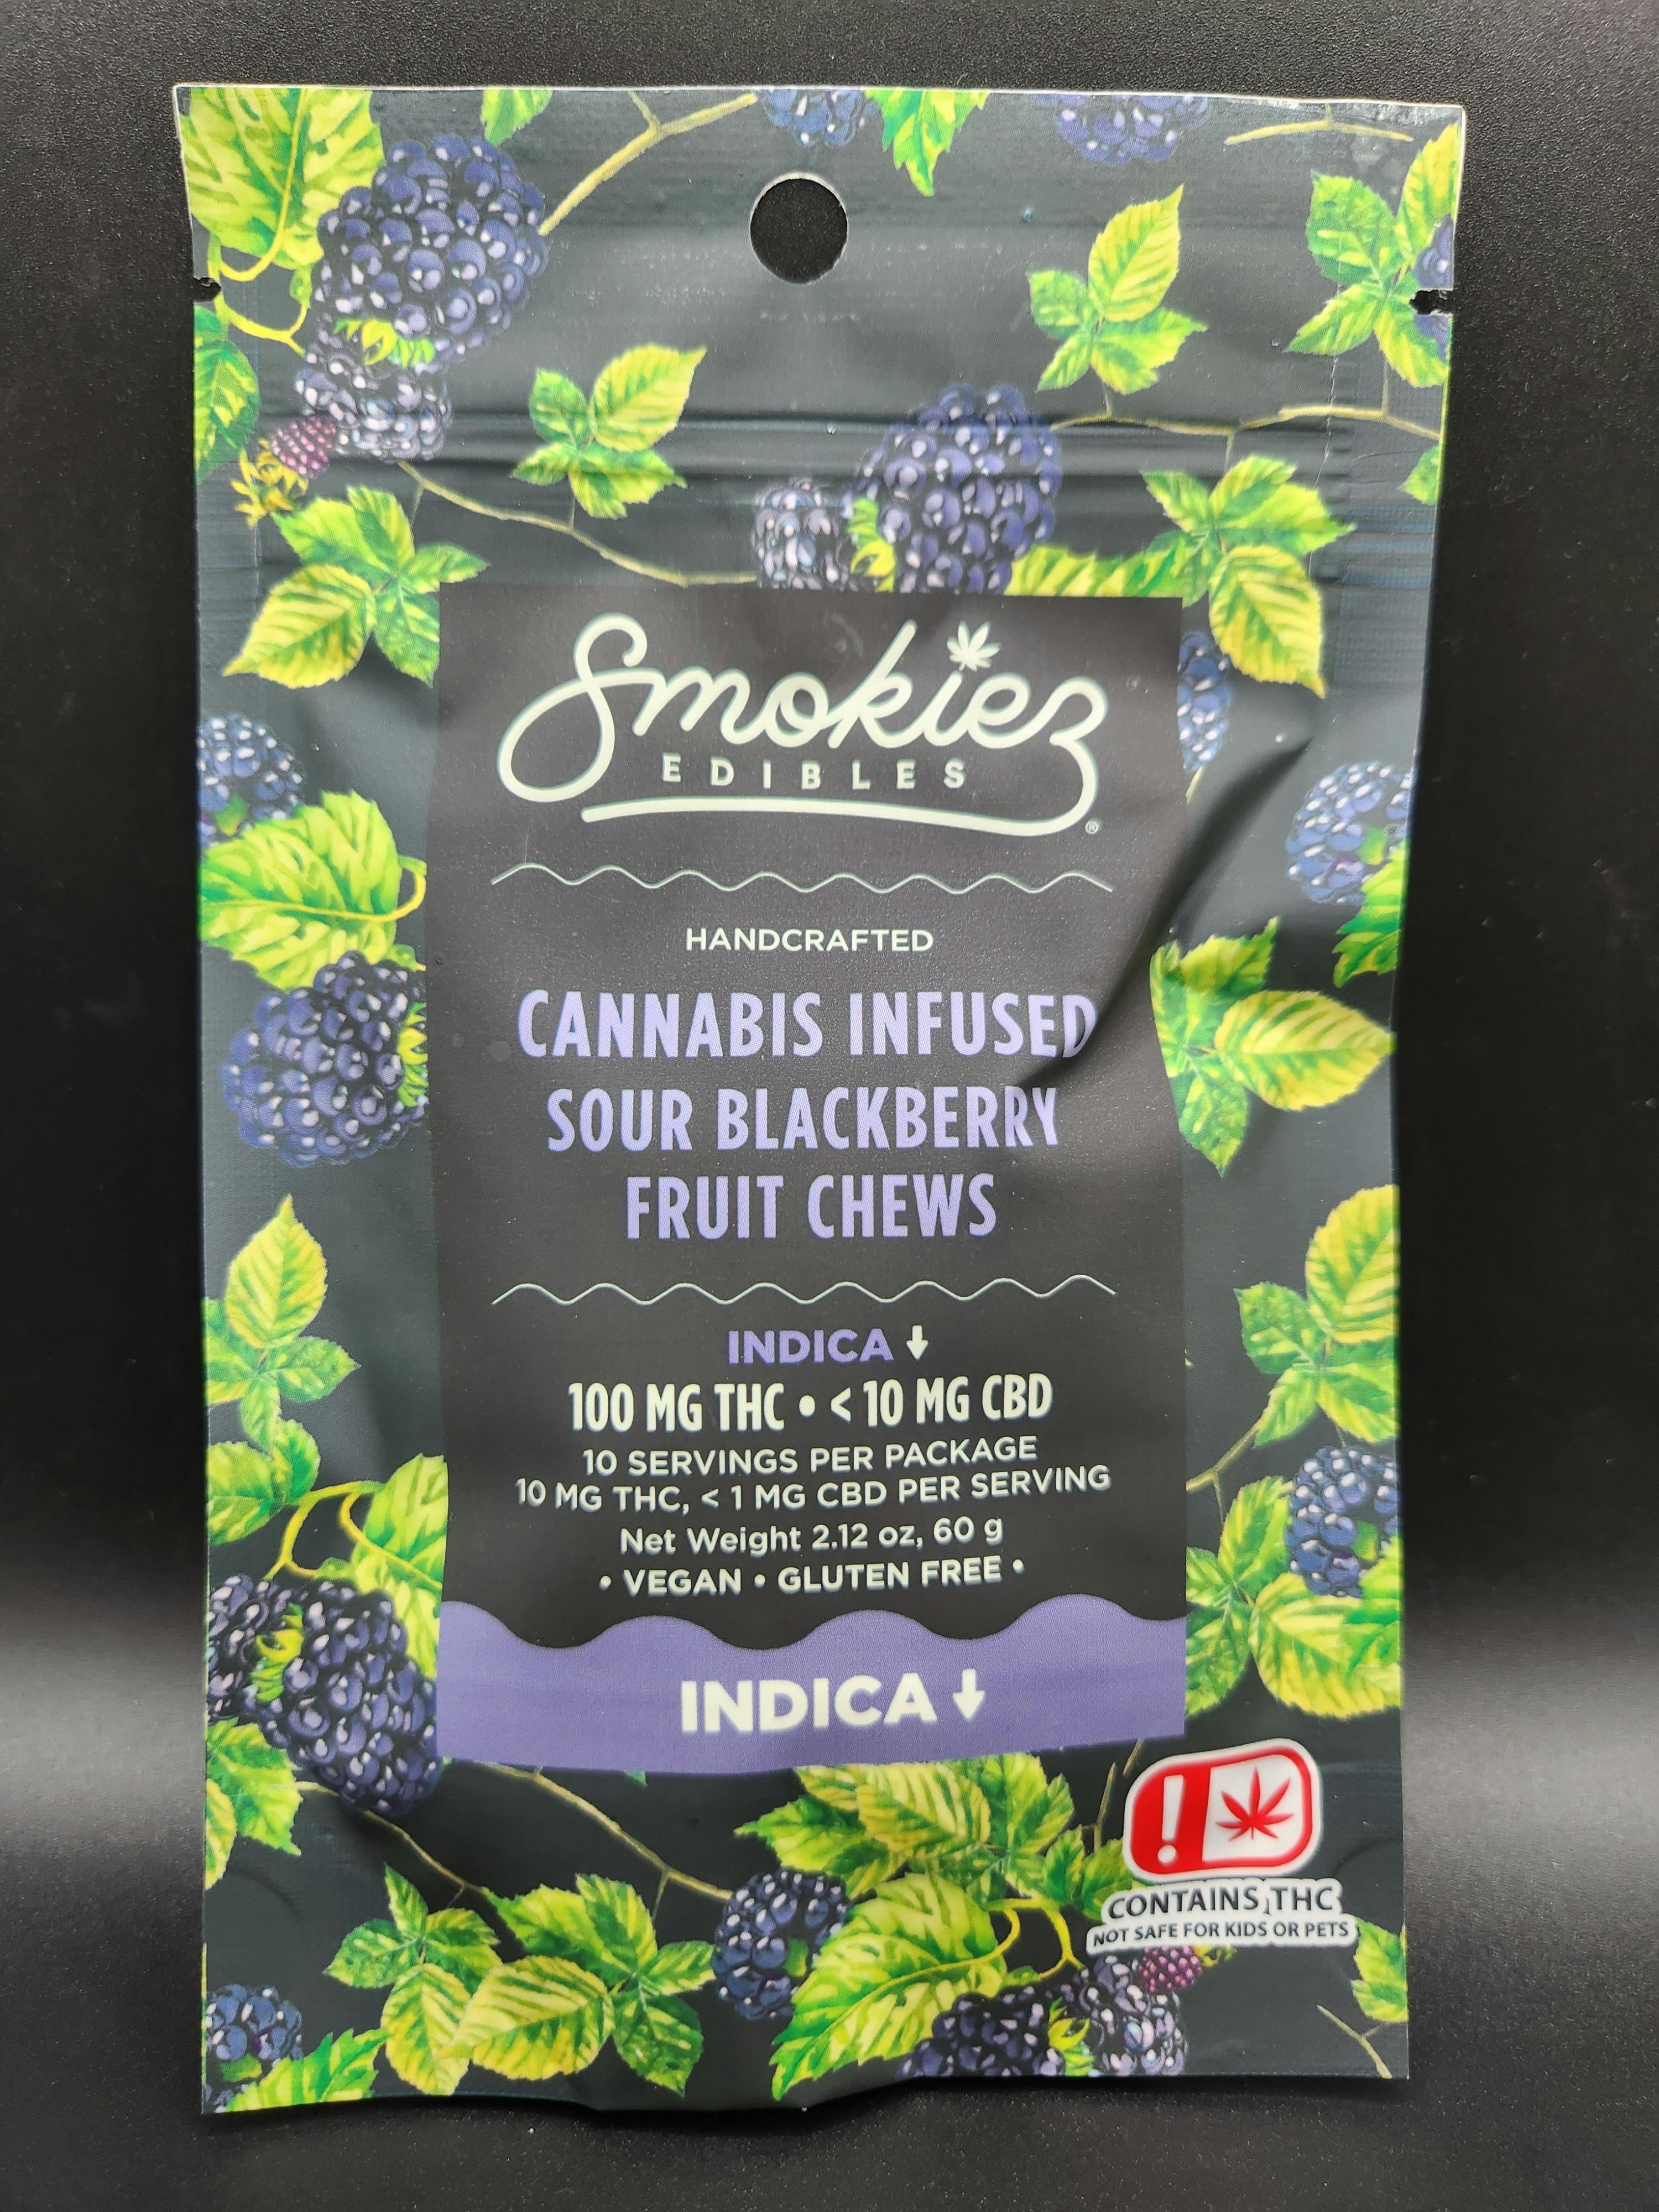 Smokiez
EDIBLES
®
HANDCRAFTED
CANNABIS INFUSED
SOUR BLACKBERRY
FRUIT CHEWS
INDICA ↓
100 MG THC • < 10 MG CBD
10 SERVINGS PER PACKAGE
10 MG THC, < 1 MG CBD PER SERVING
Net Weight 2.12 oz, 60 g
• VEGAN • GLUTEN FREE •
INDICA ↓
!
CONTAINS THC
NOT SAFE FOR KIDS OR PETS